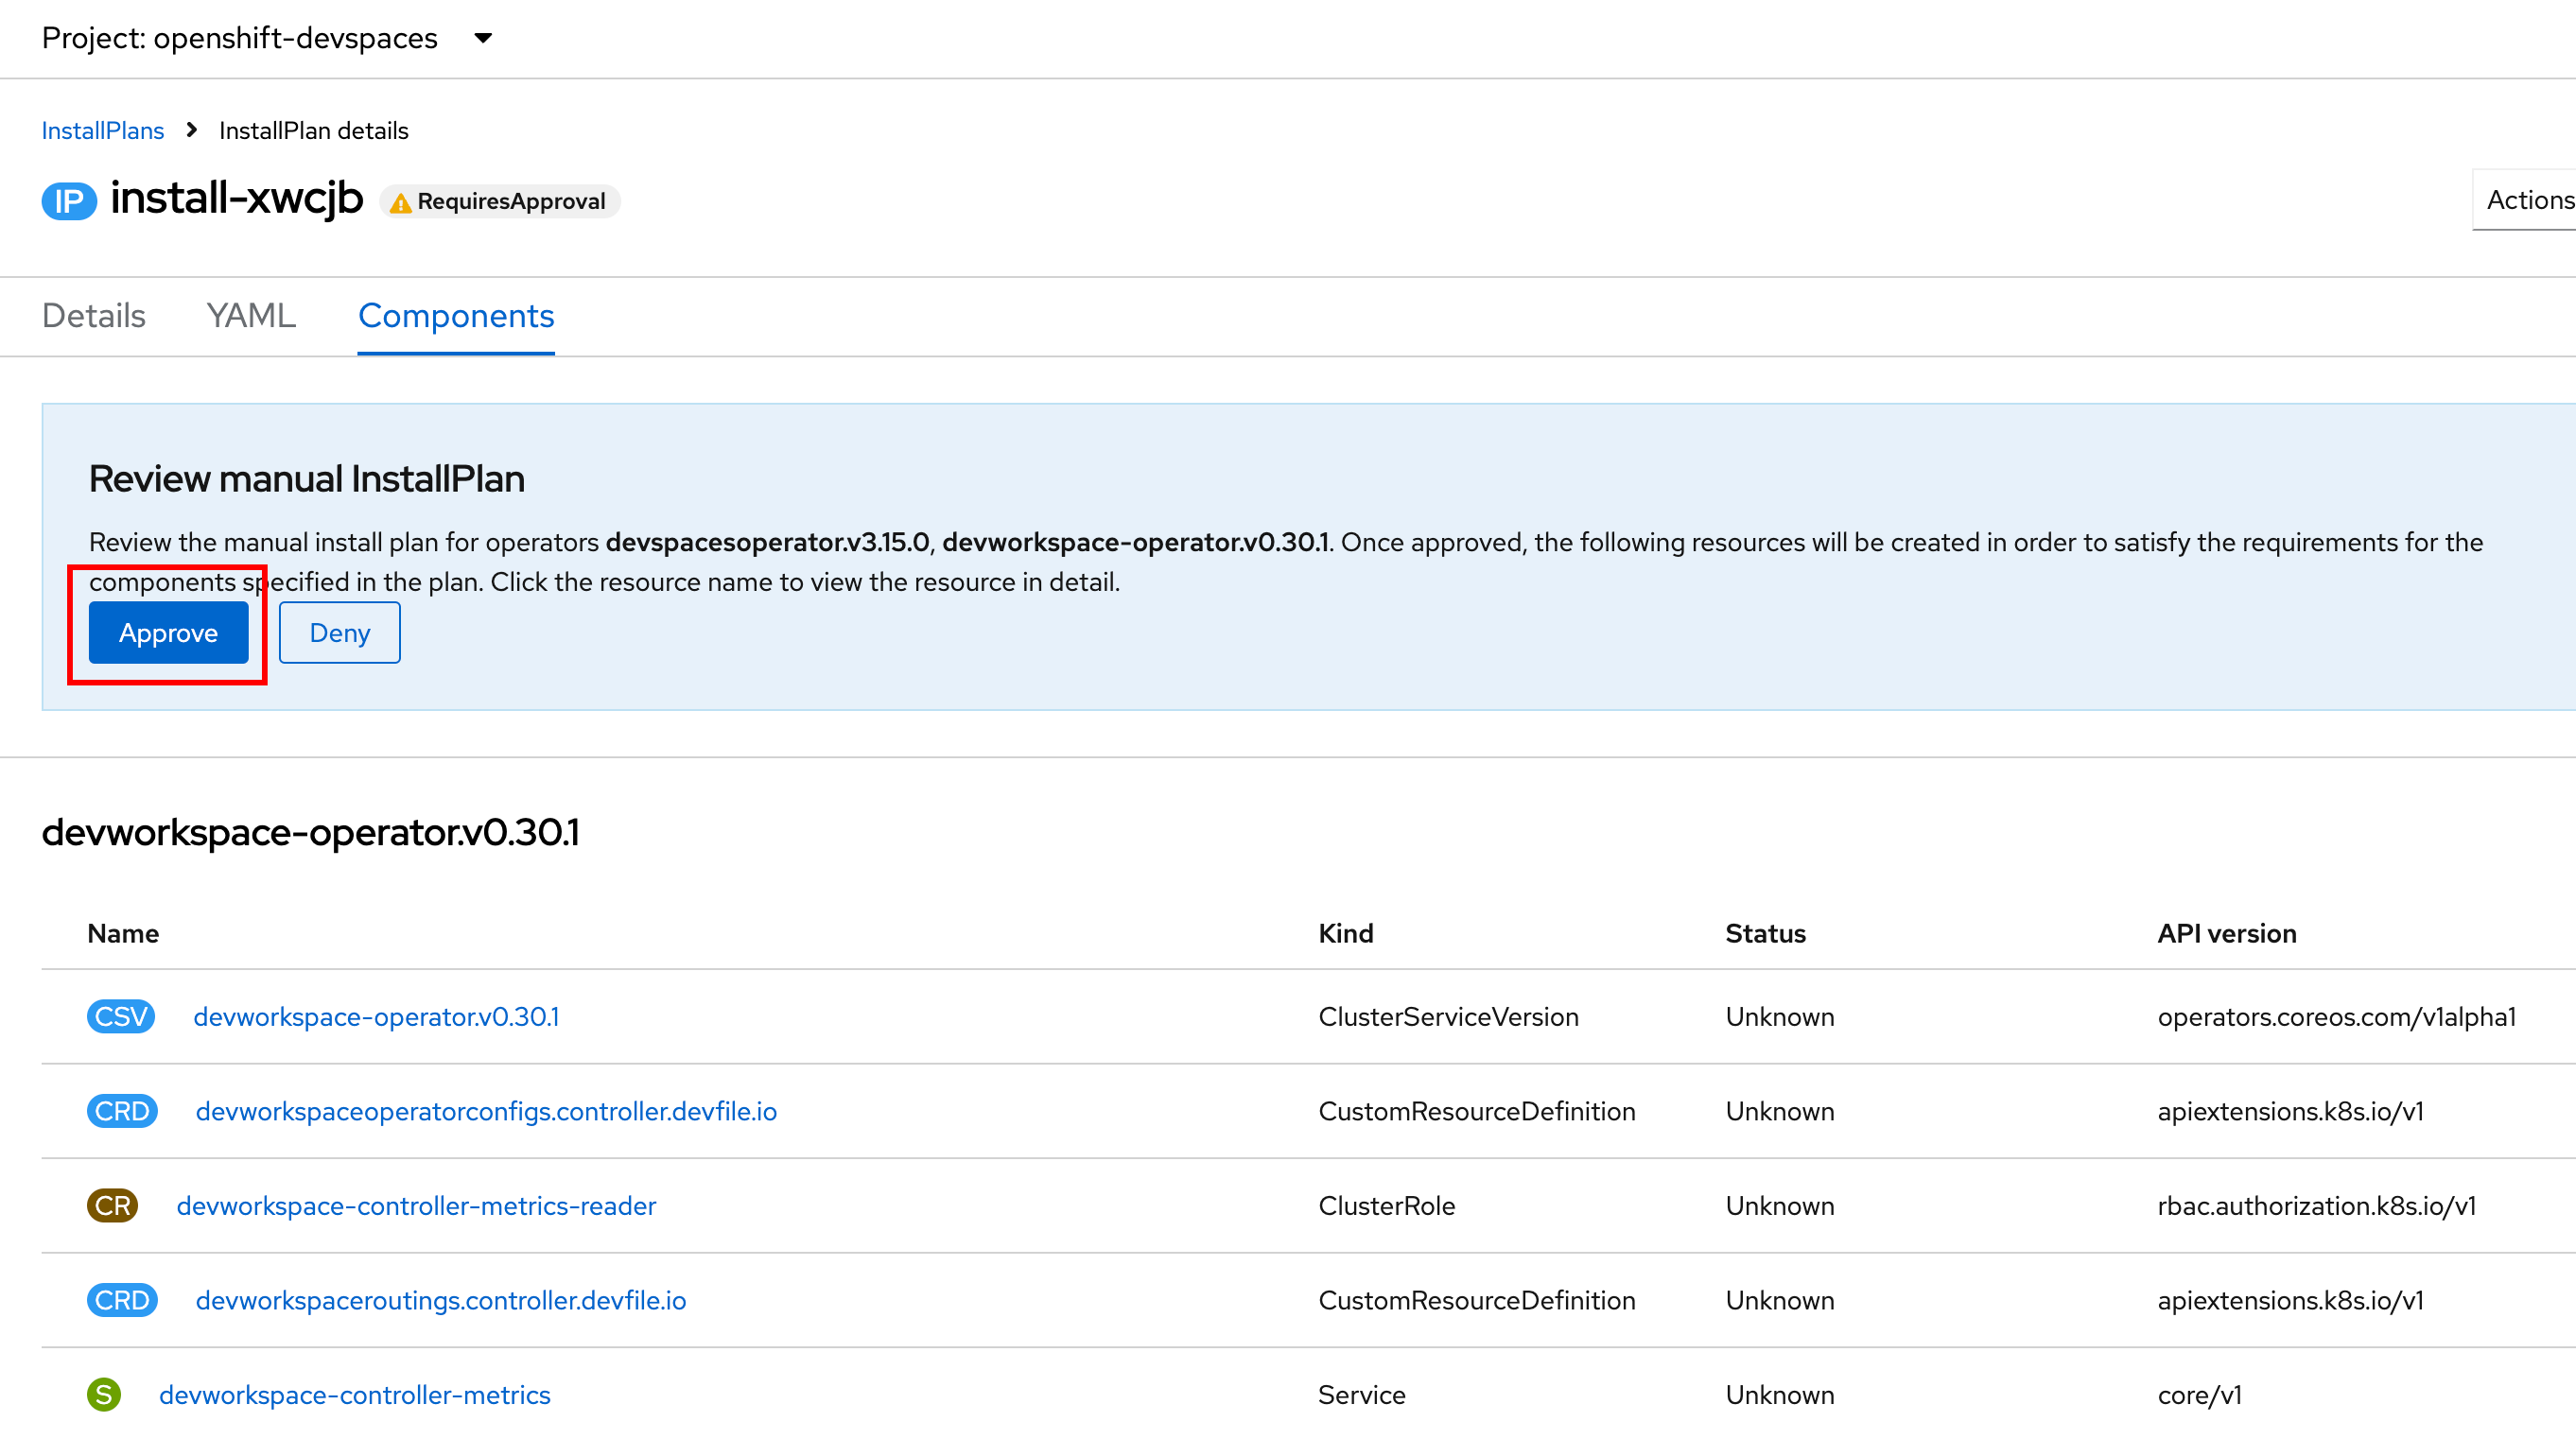 Project: openshift-devspaces
InstallPlans > InstallPlan details
IP install-xwcjb RequiresApproval
Actions
Details YAML Components
Review manual InstallPlan
Review the manual install plan for operators devspacesoperator.v3.15.0, devworkspace-operator.v0.30.1. Once approved, the following resources will be created in order to satisfy the requirements for the
components specified in the plan. Click the resource name to view the resource in detail.
Approve Deny
devworkspace-operator.v0.30.1
Name Kind Status API version
CSV devworkspace-operator.v0.30.1 ClusterServiceVersion Unknown operators.coreos.com/v1alpha1
CRD devworkspaceoperatorconfigs.controller.devfile.io CustomResourceDefinition Unknown apiextensions.k8s.io/v1
CR devworkspace-controller-metrics-reader ClusterRole Unknown rbac.authorization.k8s.io/v1
CRD devworkspaceroutings.controller.devfile.io CustomResourceDefinition Unknown apiextensions.k8s.io/v1
S devworkspace-controller-metrics Service Unknown core/v1